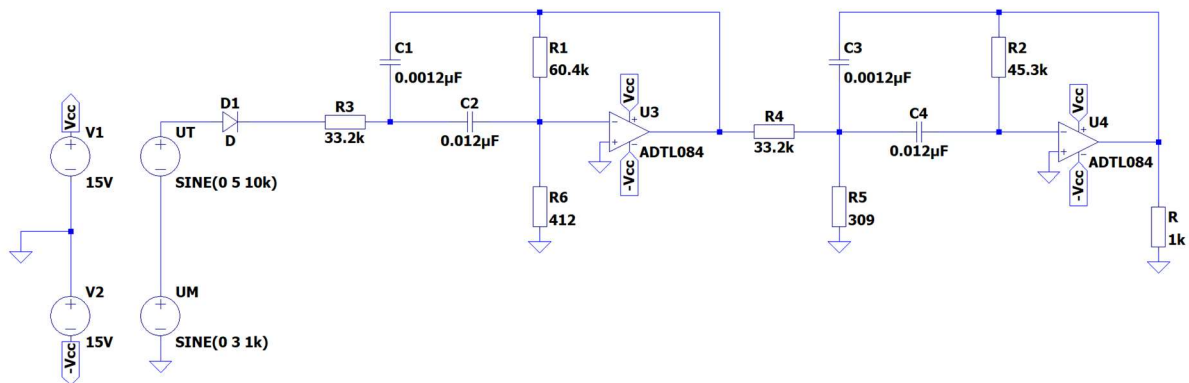 Vcc
V1
15V
V2
15V
-Vcc
UT
SINE(0 5 10k)
UM
SINE(0 3 1k)
D1
D
R3
33.2k
C1
0.0012µF
C2
0.012µF
R1
60.4k
R6
412
Vcc
U3
ADTL084
-Vcc
R4
33.2k
R5
309
C3
0.0012µF
C4
0.012µF
R2
45.3k
Vcc
U4
ADTL084
-Vcc
R
1k